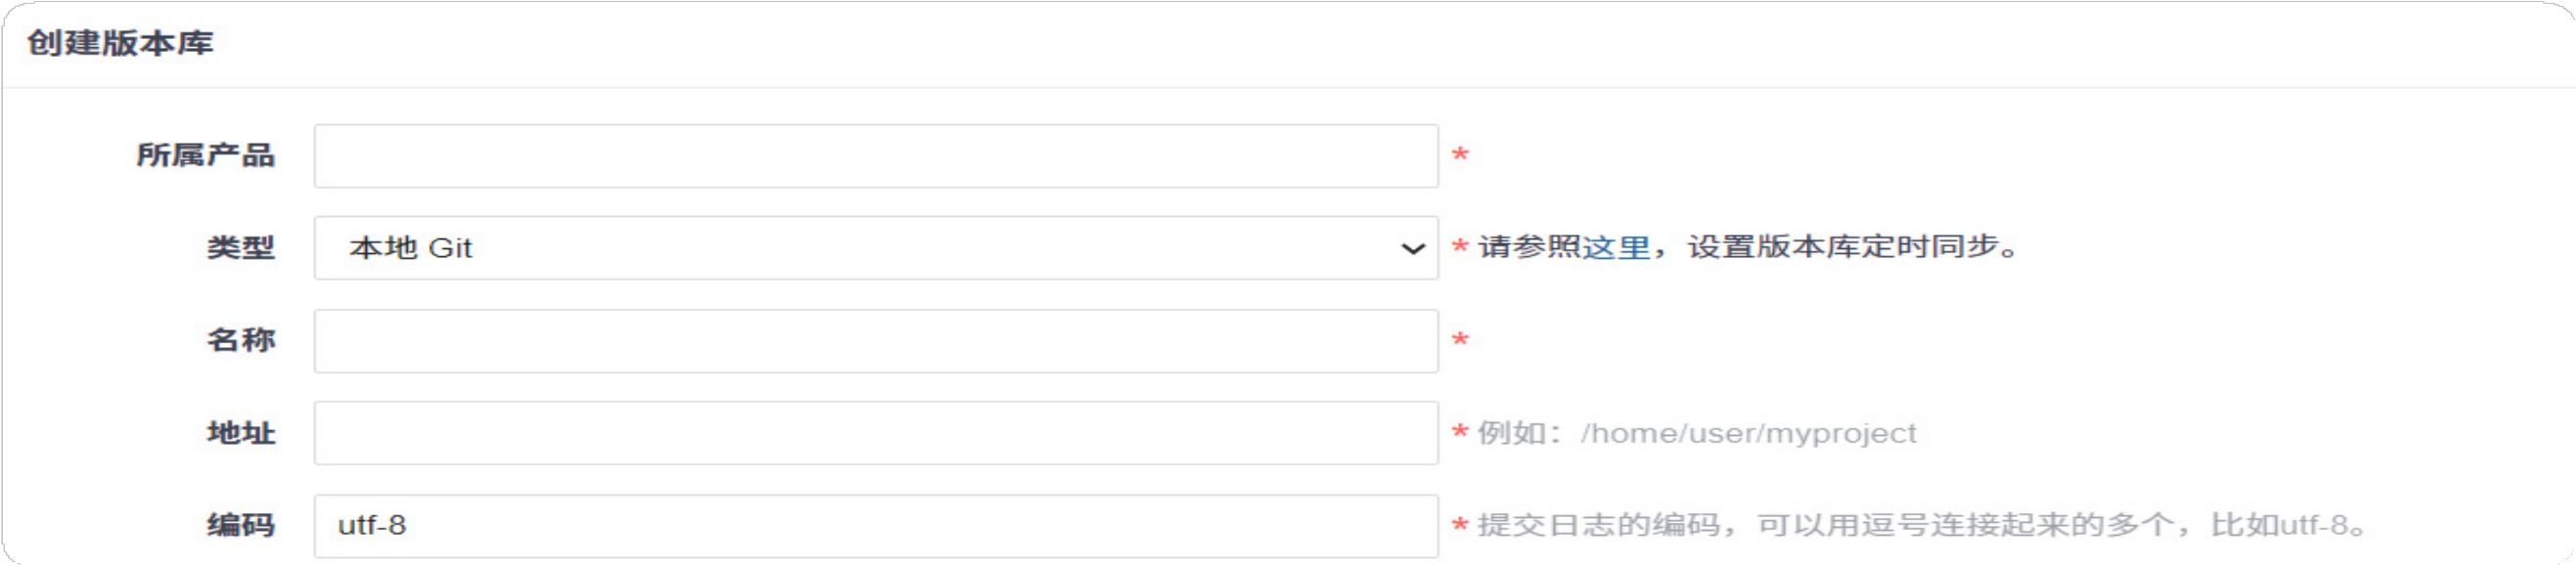 创建版本库
所属产品 *
类型 本地 Git * 请参照这里，设置版本库定时同步。
名称 *
地址 * 例如：/home/user/myproject
编码 utf-8 * 提交日志的编码，可以用逗号连接起来的多个，比如utf-8。